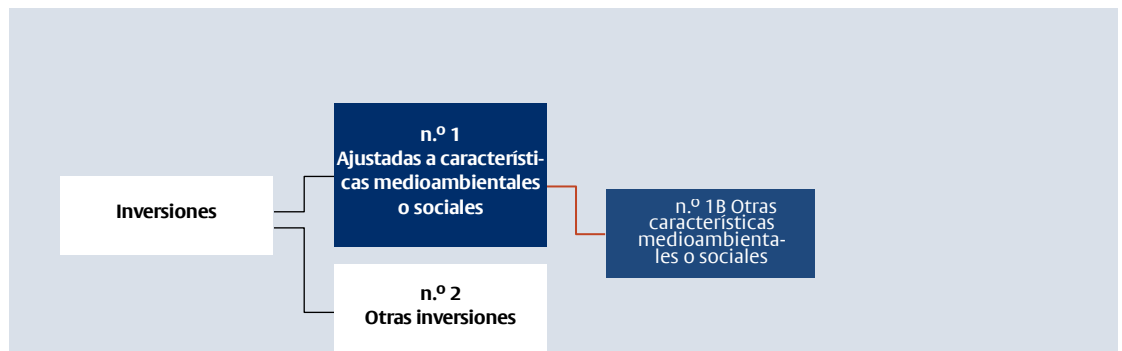 n.º 1
Ajustadas a característi-
cas medioambientales
o sociales
Inversiones
n.º 1B Otras
características
medioambienta-
les o sociales
n.º 2
Otras inversiones